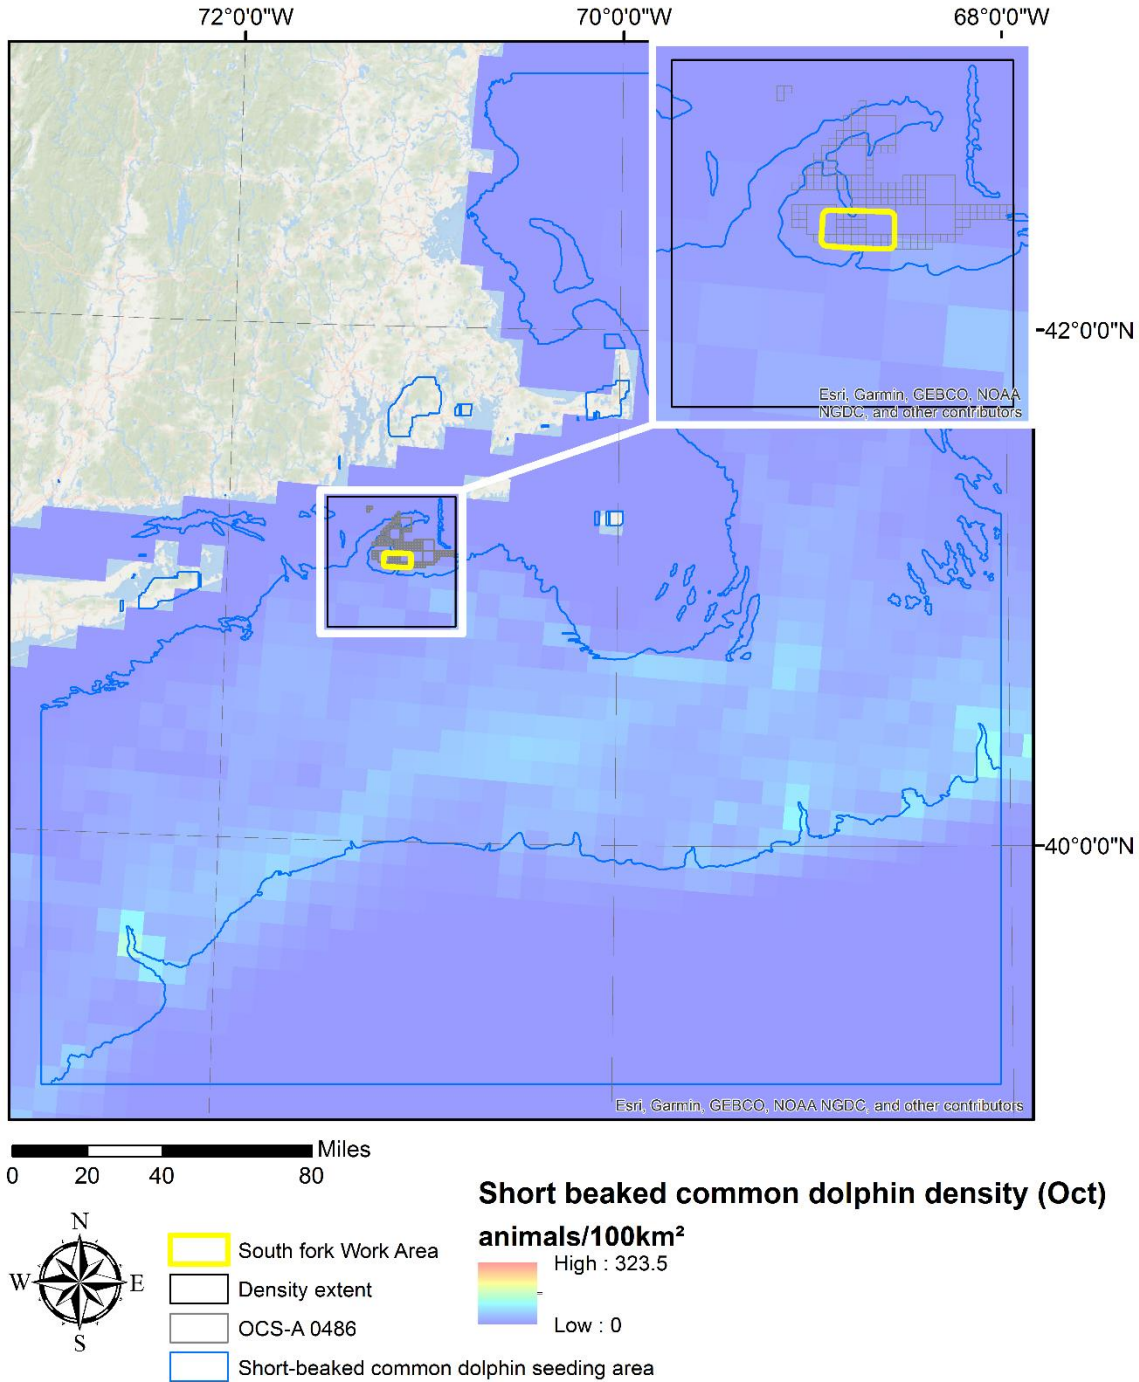 72°0'0"W 70°0'0"W 68°0'0"W
Esri, Garmin, GEBCO, NOAA
NGDC, and other contributors
42°0'0"N
40°0'0"N
Esri, Garmin, GEBCO, NOAA NGDC, and other contributors
Miles
0 20 40 80
Short beaked common dolphin density (Oct)
animals/100km²
High : 323.5
Low : 0
N
W E
S
South fork Work Area
Density extent
OCS-A 0486
Short-beaked common dolphin seeding area